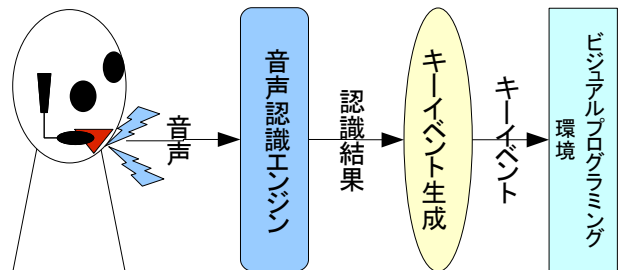 音声
音声認識エンジン
認識結果
キーイベント生成
キーイベント
ビジュアルプログラミング
環境